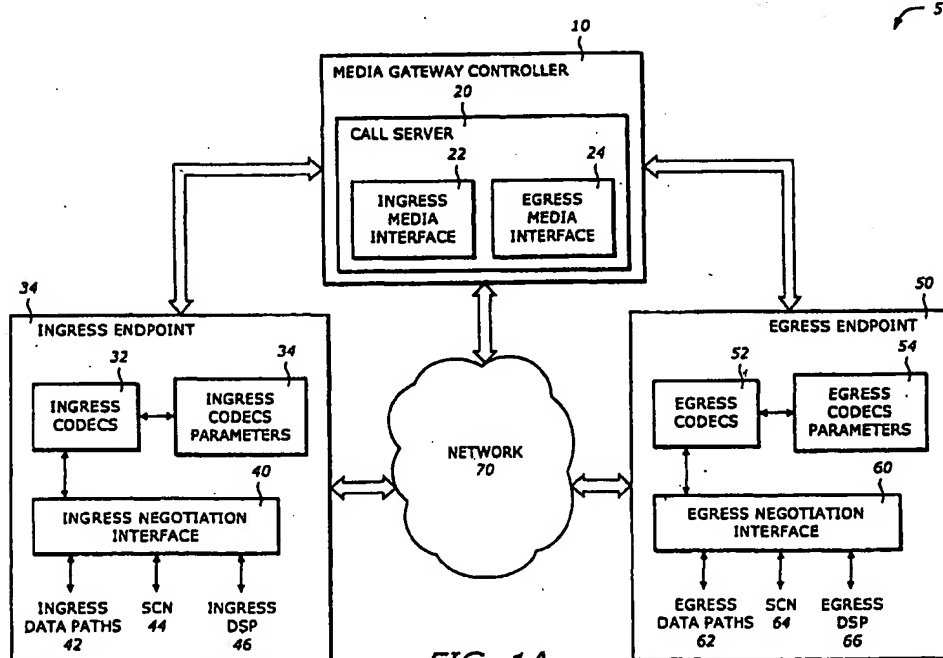 5
10
MEDIA GATEWAY CONTROLLER
20
CALL SERVER
22
INGRESS
MEDIA
INTERFACE
24
EGRESS
MEDIA
INTERFACE
34
INGRESS ENDPOINT
32
INGRESS
CODECS
34
INGRESS
CODECS
PARAMETERS
40
INGRESS NEGOTIATION
INTERFACE
INGRESS
DATA PATHS
42
SCN
44
INGRESS
DSP
46
NETWORK
70
50
EGRESS ENDPOINT
52
EGRESS
CODECS
54
EGRESS
CODECS
PARAMETERS
60
EGRESS NEGOTIATION
INTERFACE
EGRESS
DATA PATHS
62
SCN
64
EGRESS
DSP
66
FIG. 1A